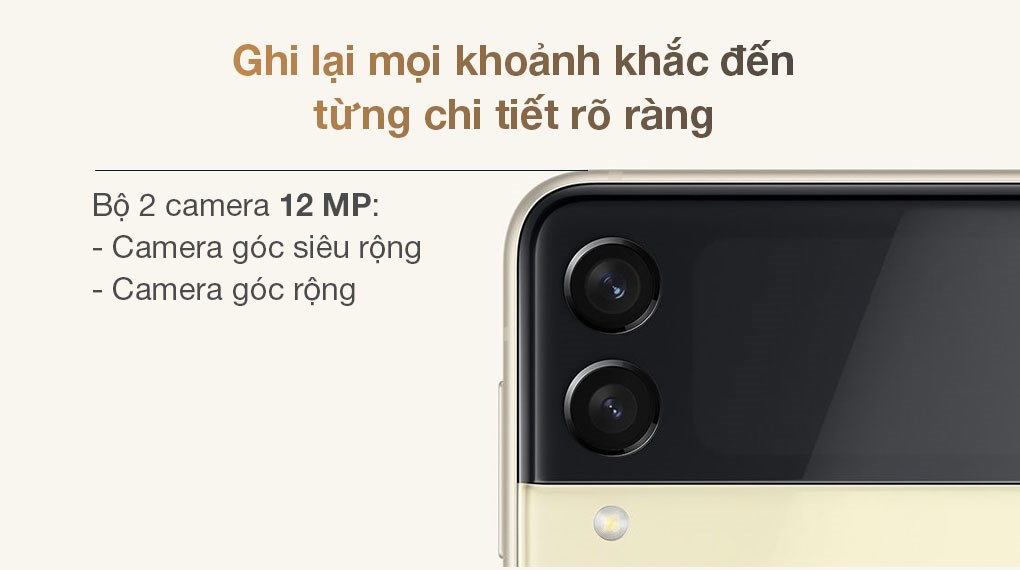 Ghi lại mọi khoảnh khắc đến
từng chi tiết rõ ràng
Bộ 2 camera 12 MP:
- Camera góc siêu rộng
- Camera góc rộng